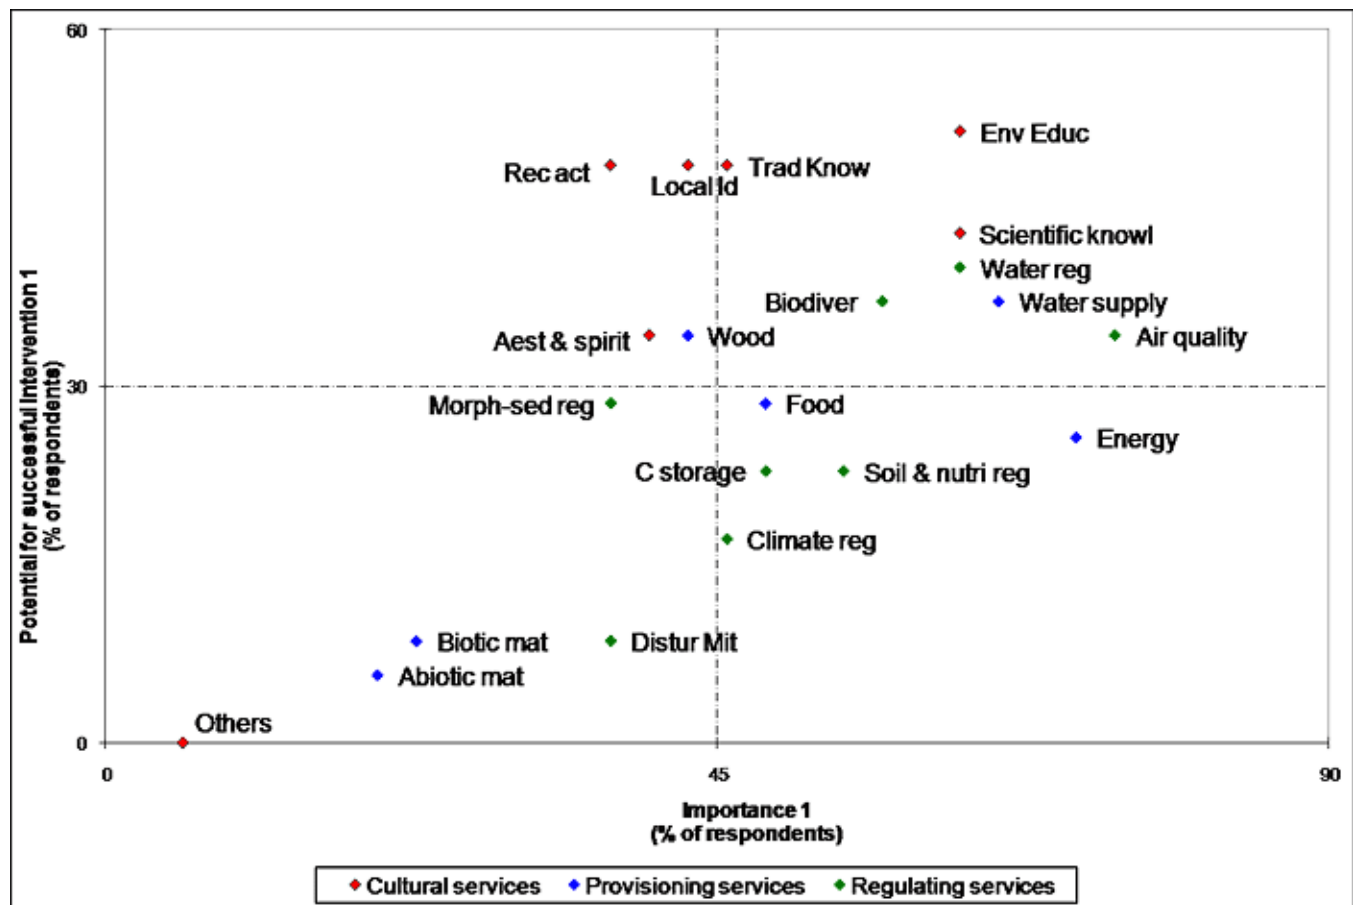 60
Env Educ
Rec act
Local Id
Trad Know
Scientific knowl
Water reg
Biodiver
Water supply
Aest & spirit
Wood
Air quality
30
Morph-sed reg
Food
Energy
C storage
Soil & nutri reg
Climate reg
Biotic mat
Distur Mit
Abiotic mat
Others
0
Potential for successful intervention 1
(% of respondents)
0
45
90
Importance 1
(% of respondents)
Cultural services
Provisioning services
Regulating services